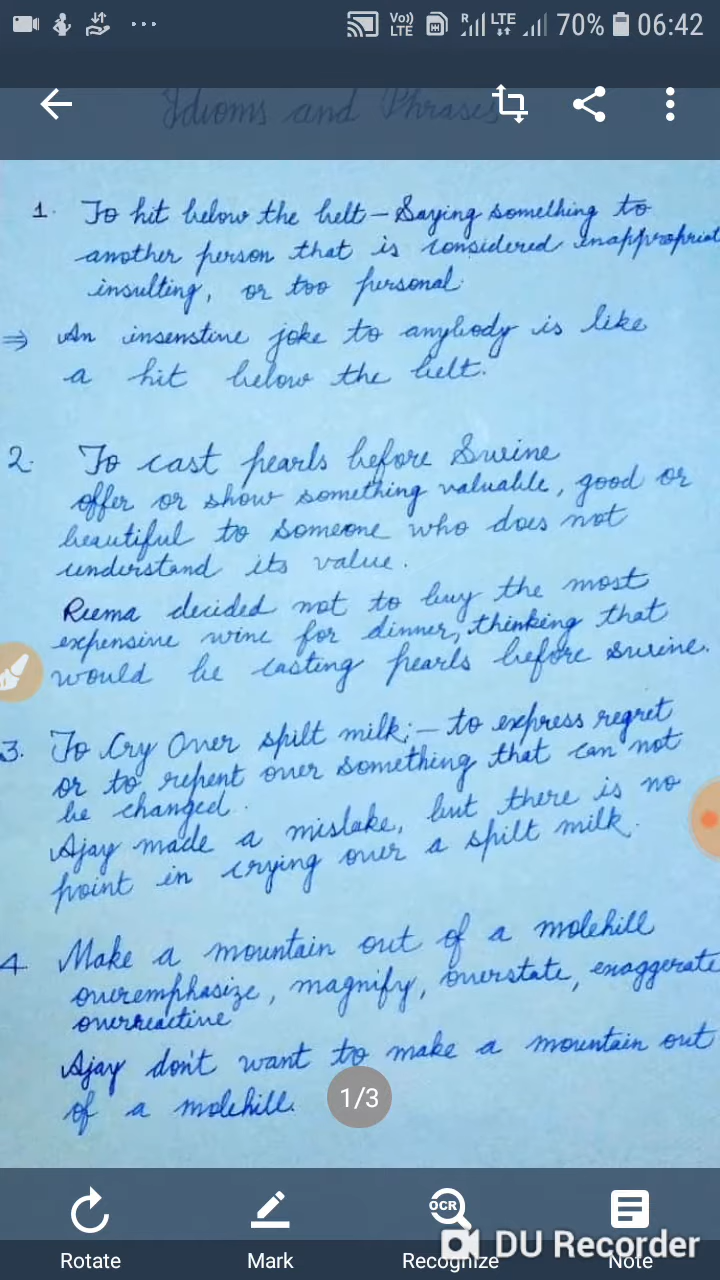 Vo))
LTE
R
LTE
70%
06:42
Idioms and Phrases
1. To hit below the belt – Saying something to
another person that is considered inappropriat
insulting, or too personal.
⇒ An insenstive joke to anybody is like
a hit below the belt.
2. To cast pearls before Swine
offer or show something valuable, good or
beautiful to someone who does not
understand its value.
Reema decided not to buy the most
expensive wine for dinner, thinking that
would be casting pearls before swine.
3. To Cry Over spilt milk:– to express regret
or to repent over something that can not
be changed.
Ajay made a mistake, but there is no
point in crying over a spilt milk.
4. Make a mountain out of a molehill
overemphasize, magnify, overstate, exaggerate
overreactive
Ajay don't want to make a mountain out
of a molehill.
1/3
OCR
DU Recorder
Rotate
Mark
Recognize
Note